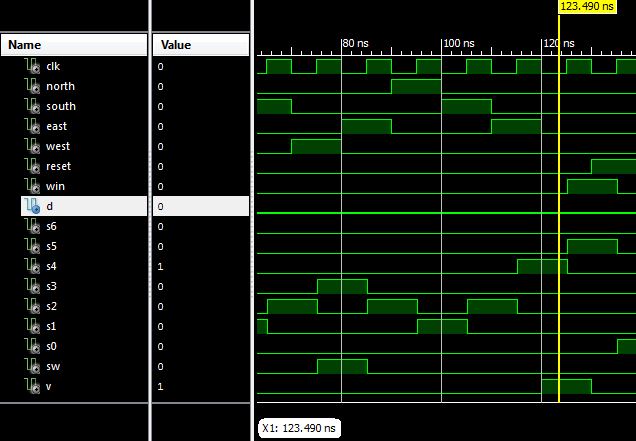 123.490 ns
Name Value
80 ns 100 ns 120 ns
clk 0
north 0
south 0
east 0
west 0
reset 0
win 0
d 0
s6 0
s5 0
s4 1
s3 0
s2 0
s1 0
s0 0
sw 0
v 1
X1: 123.490 ns